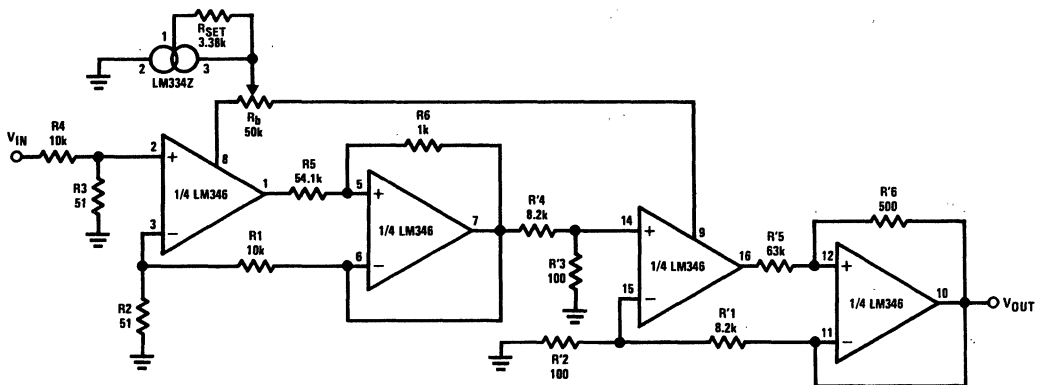 RSET
3.38k
1
2
3
LM334Z
Rb
50k
VIN
R4
10k
R3
51
2
+
8
1/4 LM346
1
3
−
R1
10k
R2
51
R5
54.1k
R6
1k
5
+
1/4 LM346
7
6
−
R'4
8.2k
R'3
100
14
+
9
1/4 LM346
16
15
−
R'2
100
R'1
8.2k
R'5
63k
R'6
500
12
+
1/4 LM346
10
11
−
VOUT